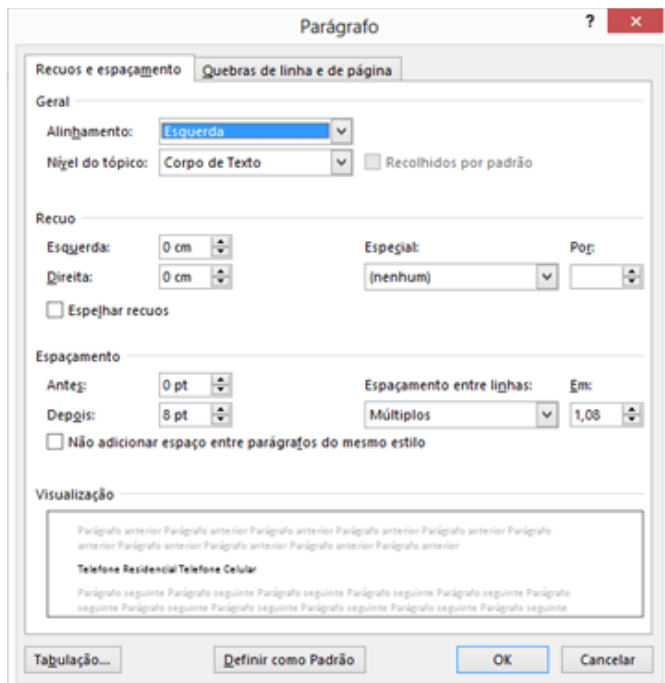 Parágrafo
? ×
Recuos e espaçamento Quebras de linha e de página
Geral
Alinhamento: Esquerda
Nível do tópico: Corpo de Texto Recolhidos por padrão
Recuo
Esquerda: 0 cm Especial: Por:
Direita: 0 cm (nenhum)
Espelhar recuos
Espaçamento
Antes: 0 pt Espaçamento entre linhas: Em:
Depois: 8 pt Múltiplos 1,08
Não adicionar espaço entre parágrafos do mesmo estilo
Visualização
Parágrafo anterior Parágrafo anterior Parágrafo anterior Parágrafo anterior Parágrafo anterior Parágrafo
anterior Parágrafo anterior Parágrafo anterior Parágrafo anterior Parágrafo anterior
Telefone Residencial Telefone Celular
Parágrafo seguinte Parágrafo seguinte Parágrafo seguinte Parágrafo seguinte Parágrafo
seguinte Parágrafo seguinte Parágrafo seguinte Parágrafo seguinte Parágrafo seguinte
Tabulação... Definir como Padrão OK Cancelar